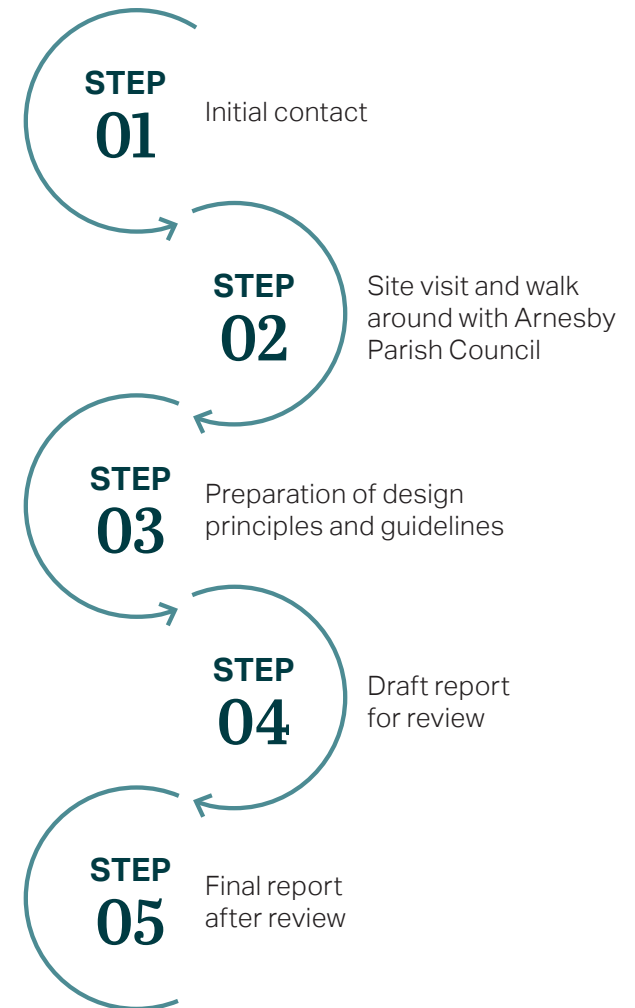 STEP
01
Initial contact
STEP
02
Site visit and walk
around with Arnesby
Parish Council
STEP
03
Preparation of design
principles and guidelines
STEP
04
Draft report
for review
STEP
05
Final report
after review